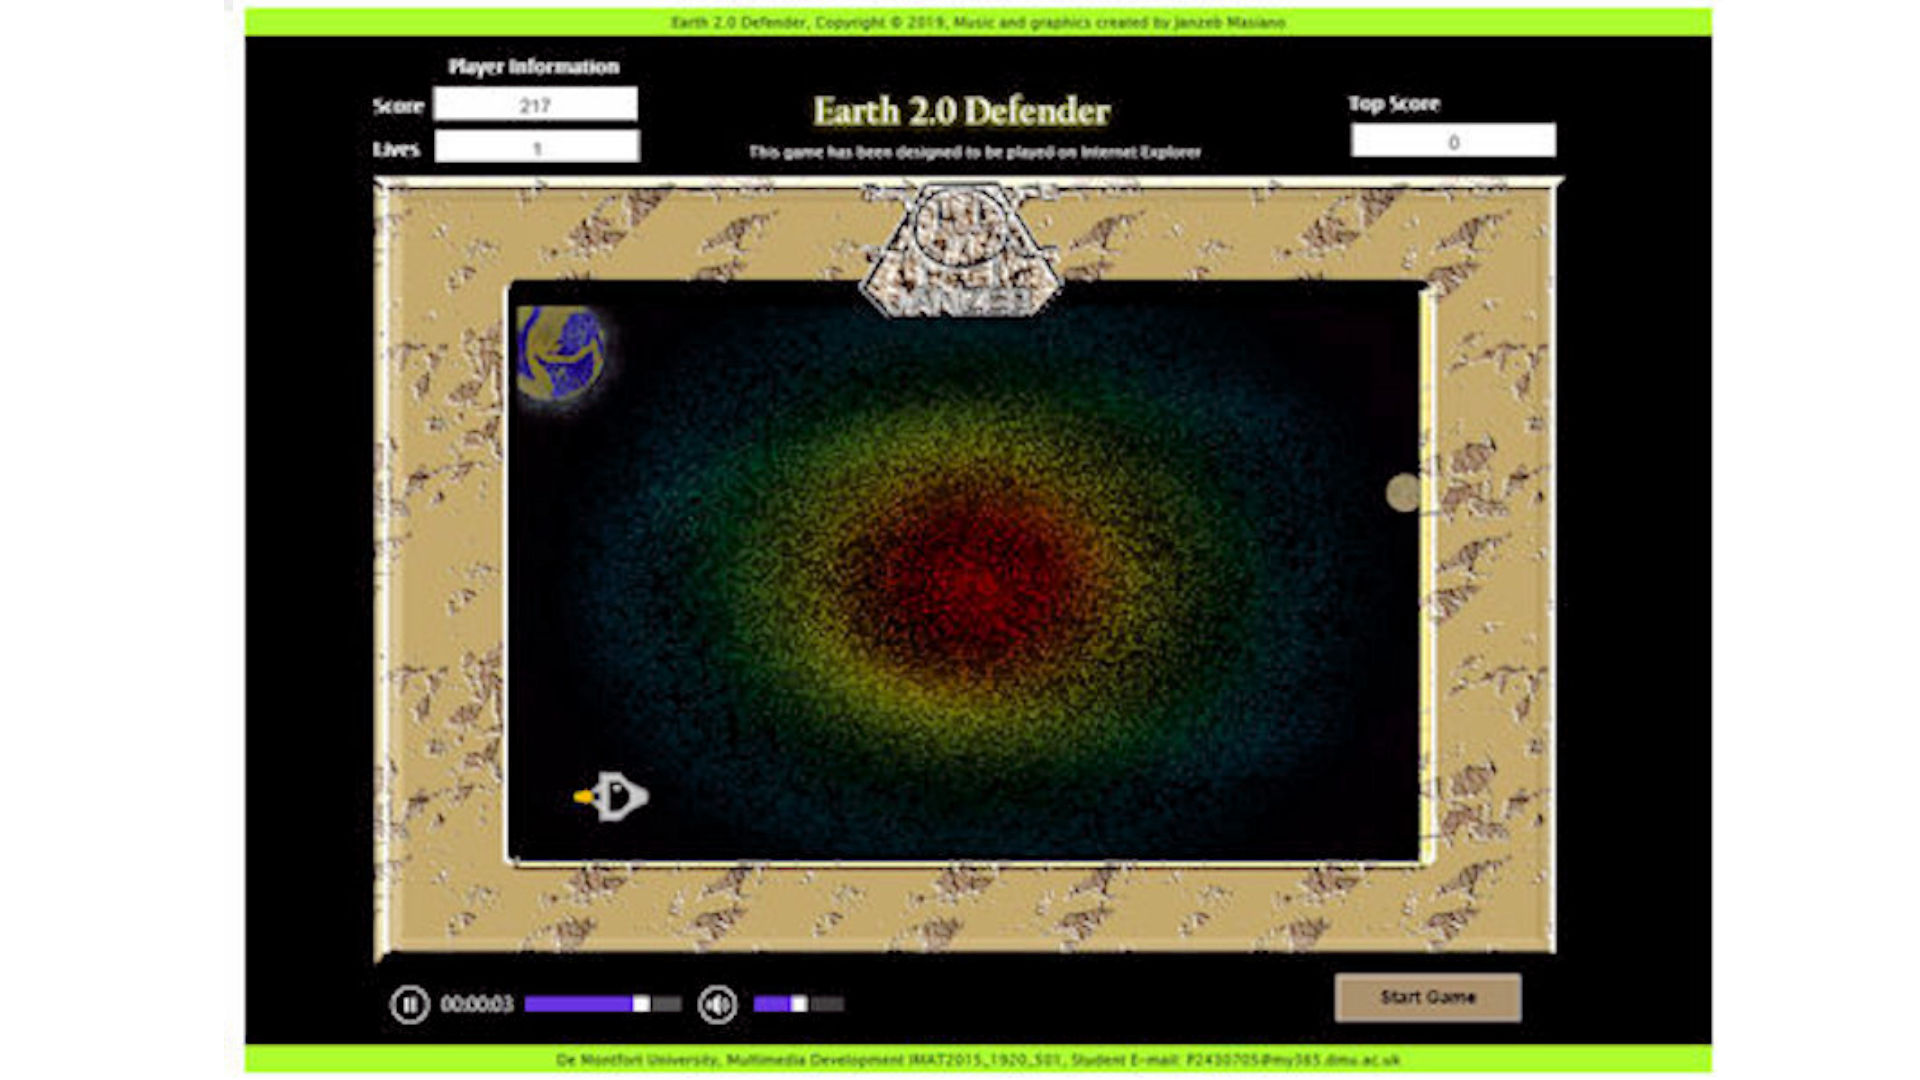 Earth 2.0 Defender, Copyright © 2019, Music and graphics created by Janzeb Masiano
Player Information
Score 217
Lives 1
Earth 2.0 Defender
This game has been designed to be played on Internet Explorer
Top Score
0
JANZEB
00:00:03
Start Game
De Montfort University, Multimedia Development IMAT2015_1920_501, Student E-mail: P2430705@my365.dmu.ac.uk